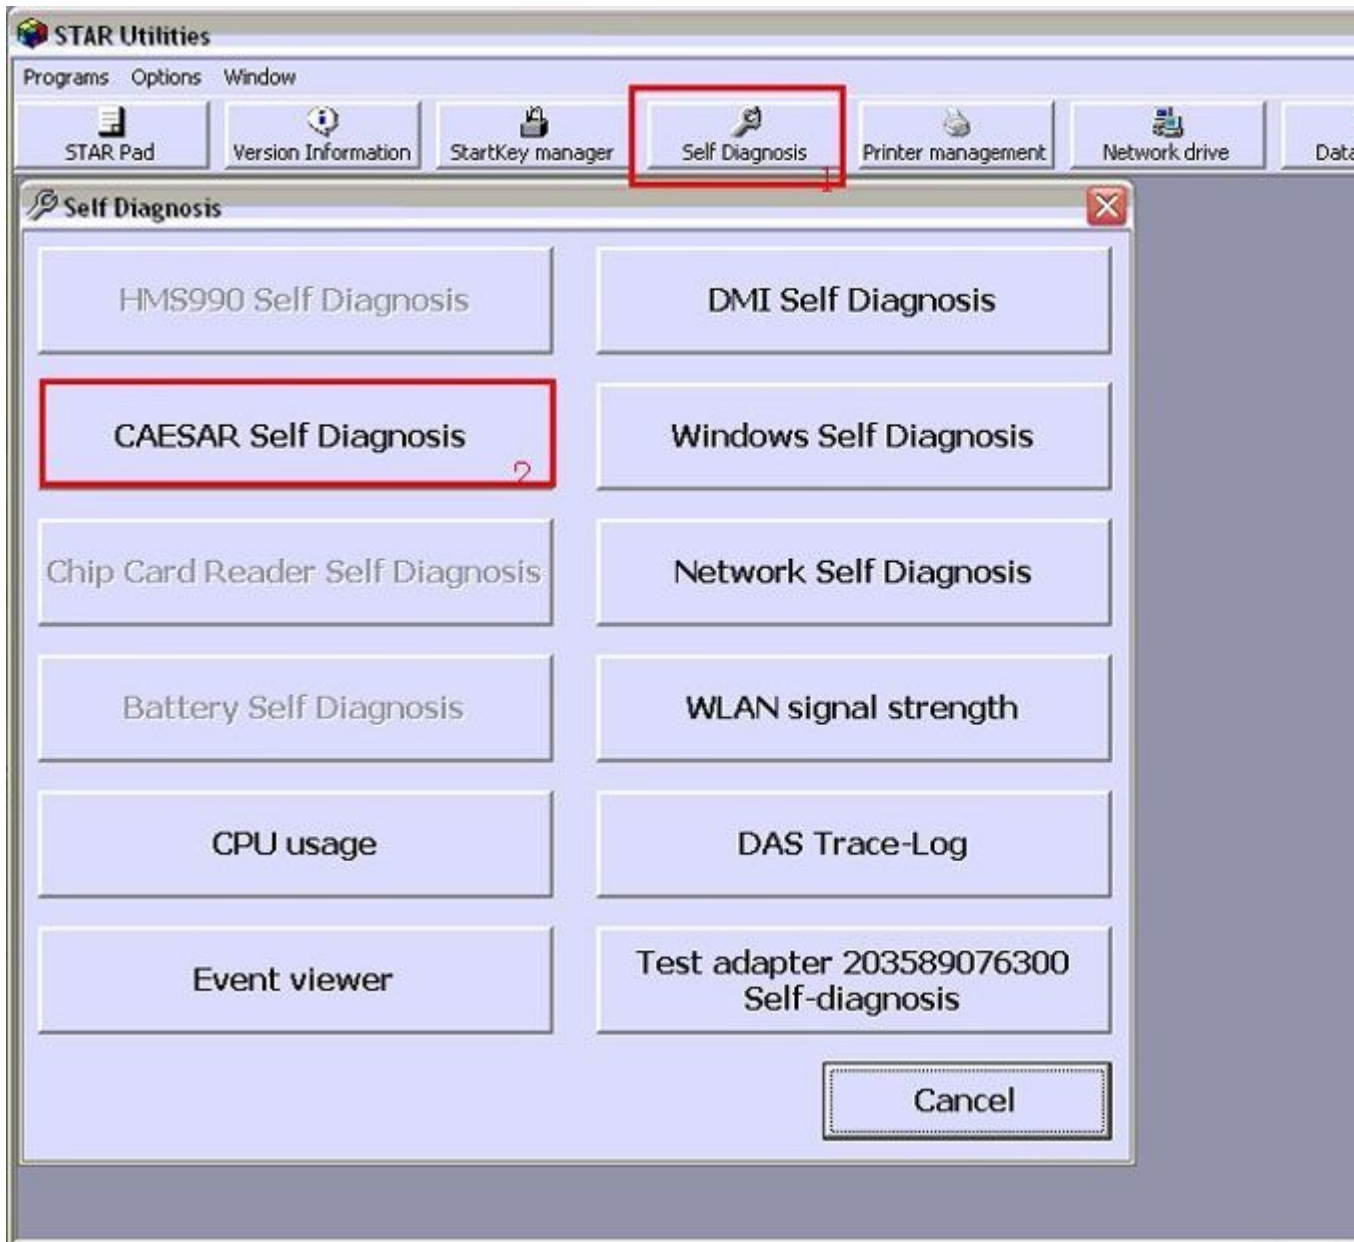 STAR Utilities
Programs Options Window
STAR Pad Version Information StartKey manager Self Diagnosis Printer management Network drive Data
1
Self Diagnosis
HMS990 Self Diagnosis DMI Self Diagnosis
CAESAR Self Diagnosis Windows Self Diagnosis
2
Chip Card Reader Self Diagnosis Network Self Diagnosis
Battery Self Diagnosis WLAN signal strength
CPU usage DAS Trace-Log
Event viewer Test adapter 203589076300
Self-diagnosis
Cancel